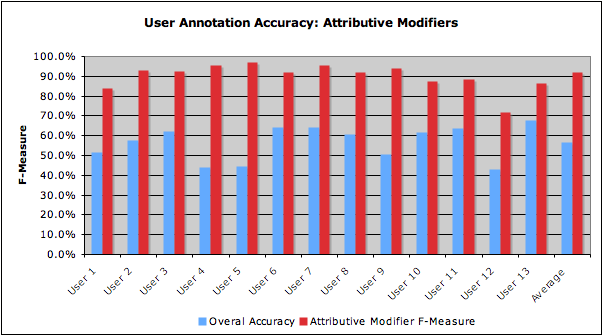 User Annotation Accuracy: Attributive Modifiers
100.0%
90.0%
80.0%
70.0%
60.0%
50.0%
40.0%
30.0%
20.0%
10.0%
0.0%
F-Measure
User 1
User 2
User 3
User 4
User 5
User 6
User 7
User 8
User 9
User 10
User 11
User 12
User 13
Average
Overal Accuracy
Attributive Modifier F-Measure